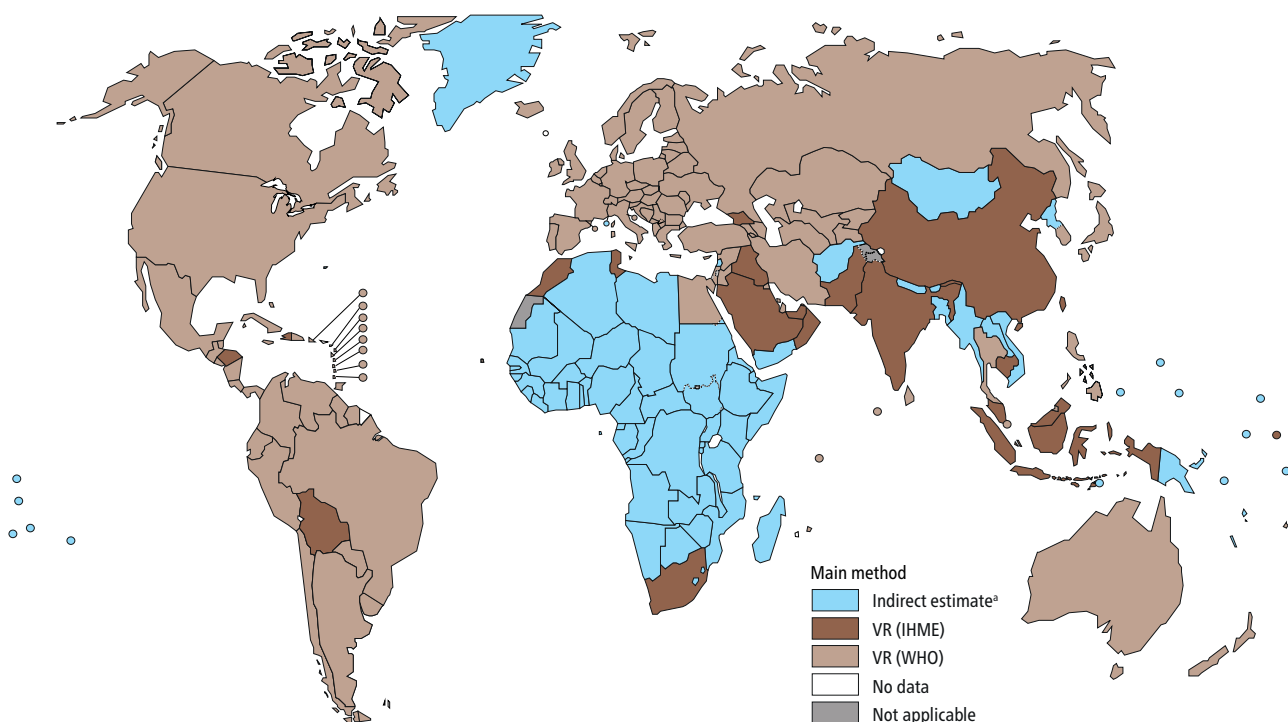 Main method
Indirect estimateª
VR (IHME)
VR (WHO)
No data
Not applicable